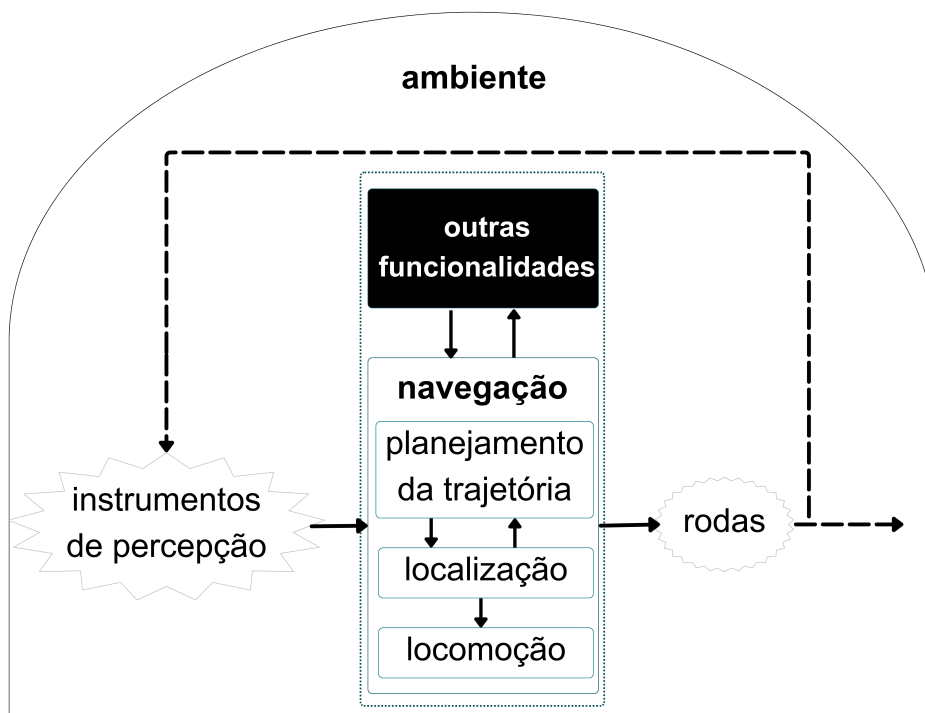 ambiente
outras
funcionalidades
navegação
planejamento
da trajetória
localização
locomoção
instrumentos
de percepção
rodas